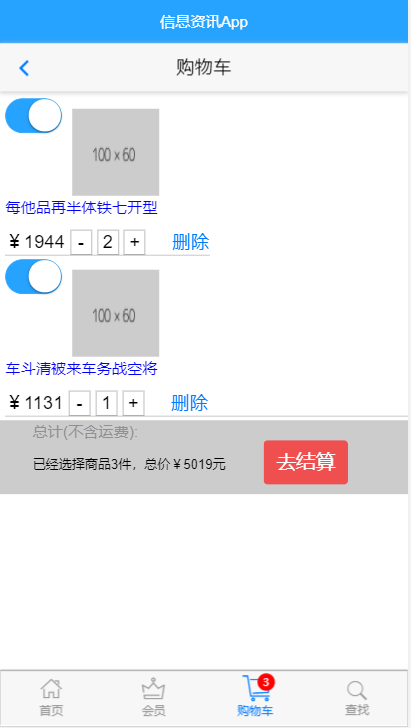 信息资讯App
购物车
100 x 60
每他品再半体铁七开型
￥1944 - 2 + 删除
100 x 60
车斗清被来车务战空将
￥1131 - 1 + 删除
总计(不含运费):
已经选择商品3件，总价￥5019元
去结算
3
首页 会员 购物车 查找